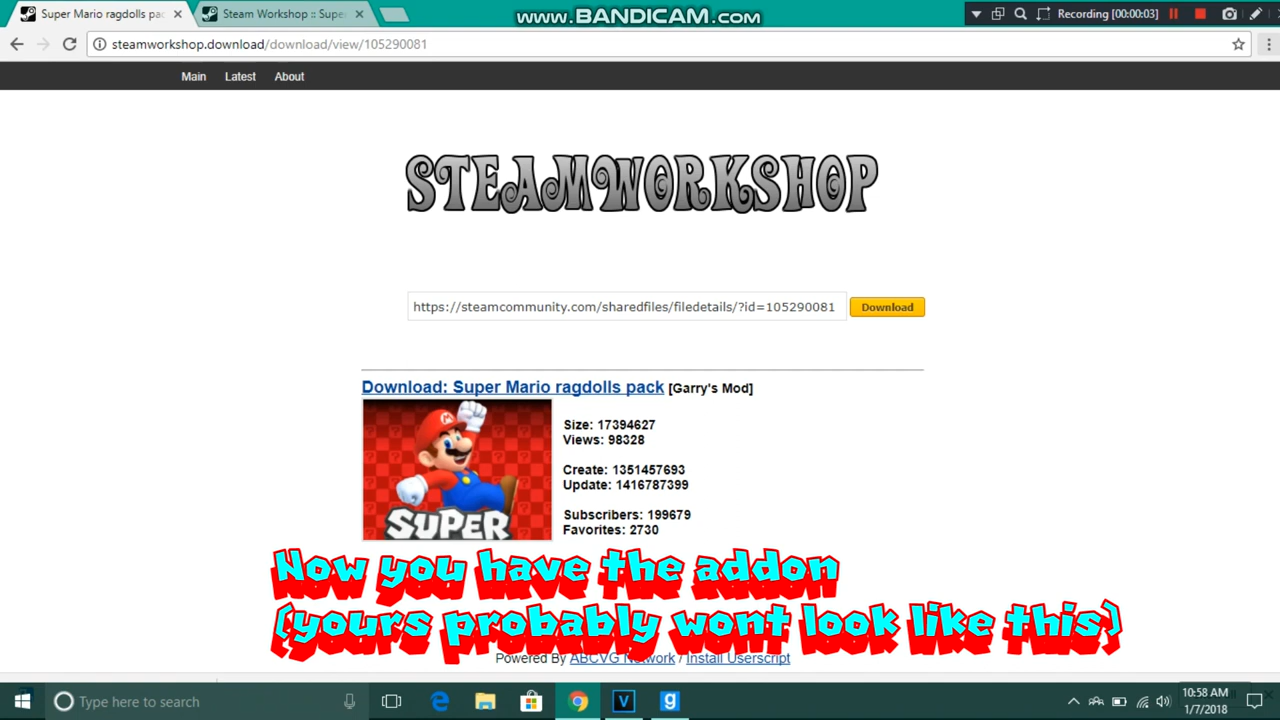 Super Mario ragdolls pac
Steam Workshop :: Supe
www.BANDICAM.com
Recording [00:00:03]
steamworkshop.download/download/view/105290081
Main Latest About
STEAMWORKSHOP
https://steamcommunity.com/sharedfiles/filedetails/?id=105290081 Download
Download: Super Mario ragdolls pack [Garry's Mod]
Size: 17394627
Views: 98328
Create: 1351457693
Update: 1416787399
Subscribers: 199679
Favorites: 2730
SUPER
Now you have the addon
(yours probably wont look like this)
Powered By ABCVG Network / Install Userscript
Type here to search
10:58 AM
1/7/2018